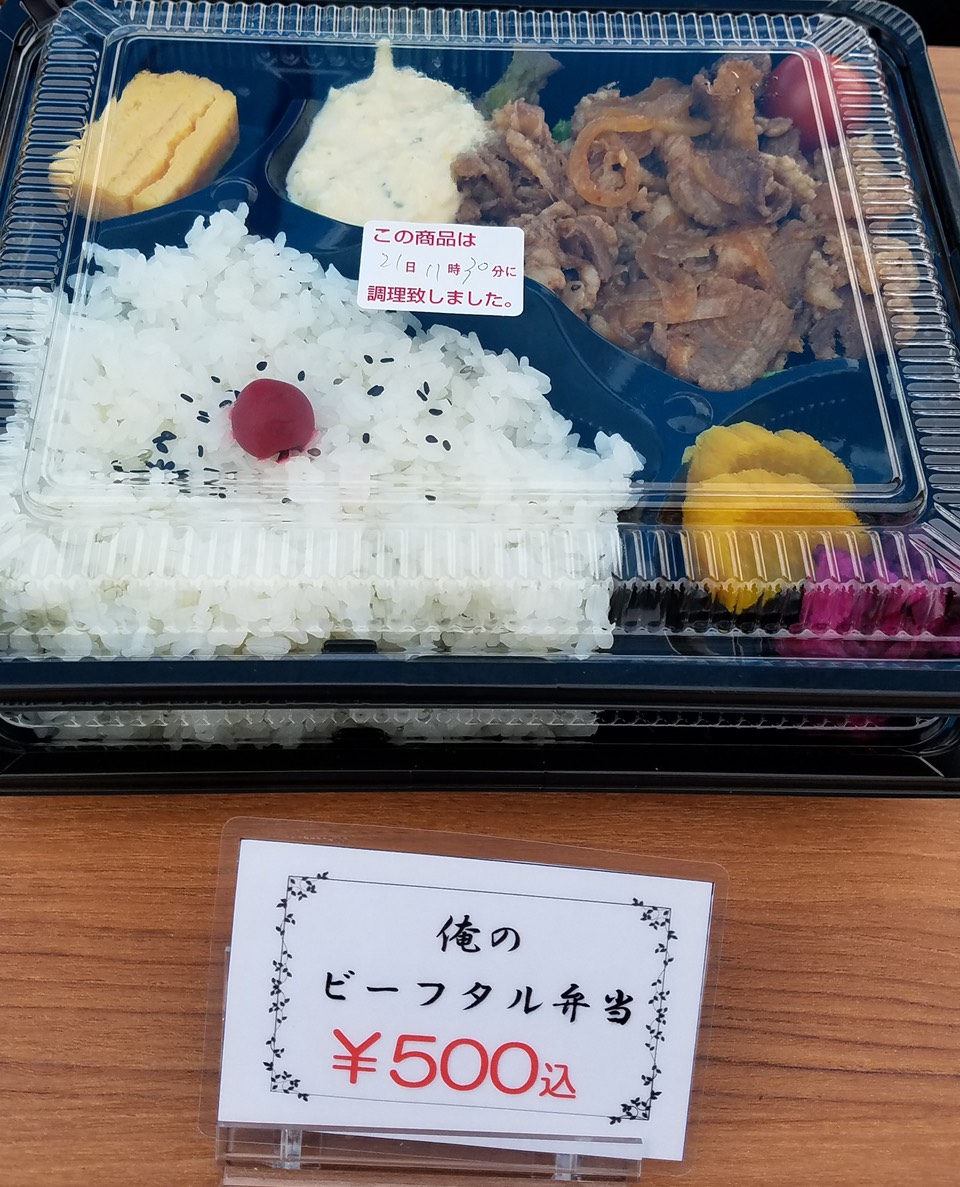 この商品は
21日11時30分に
調理致しました。
俺の
ビーフタル弁当
¥500込